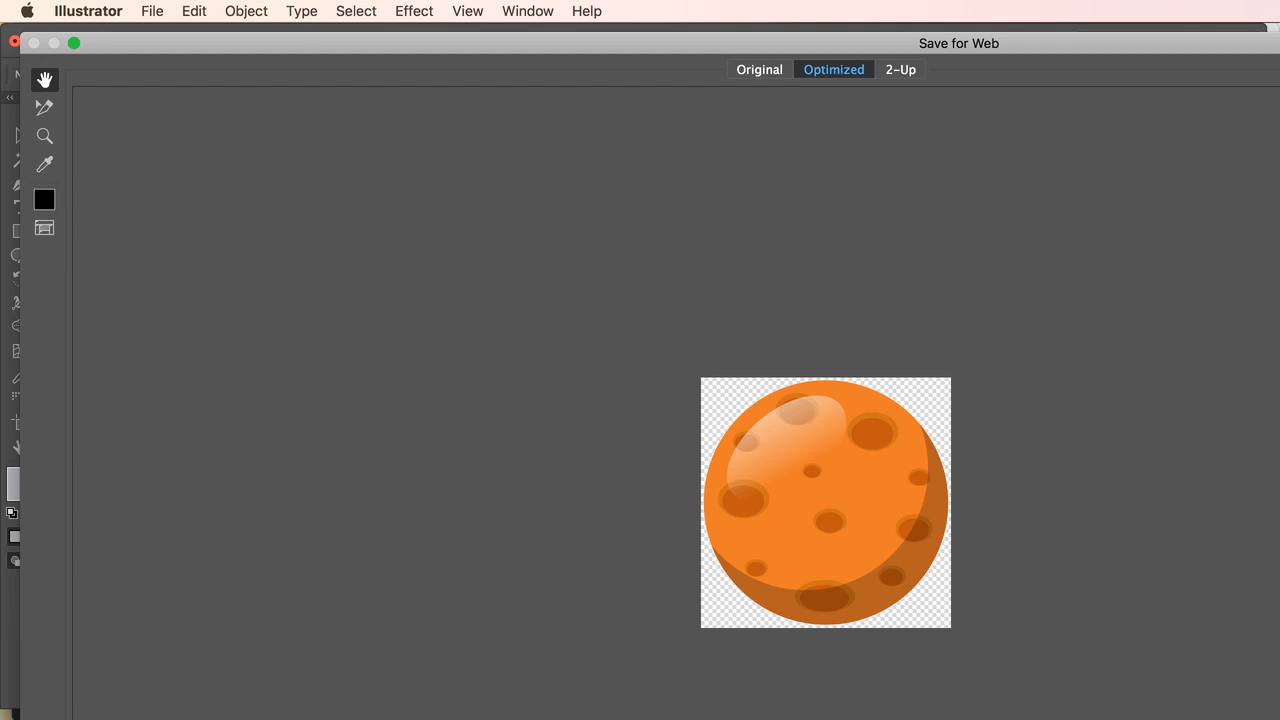 Illustrator File Edit Object Type Select Effect View Window Help
Save for Web
Original Optimized 2-Up